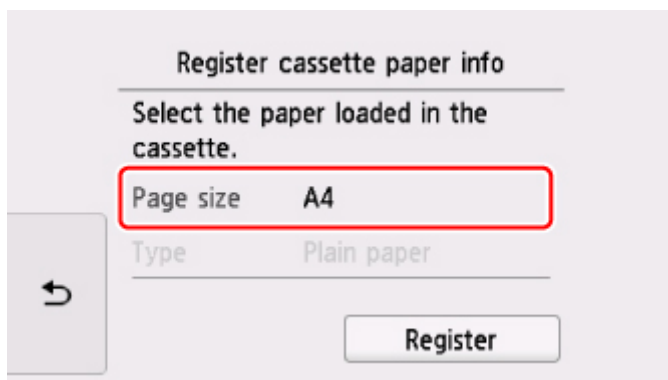 Register cassette paper info
Select the paper loaded in the
cassette.
Page size A4
Type Plain paper
Register